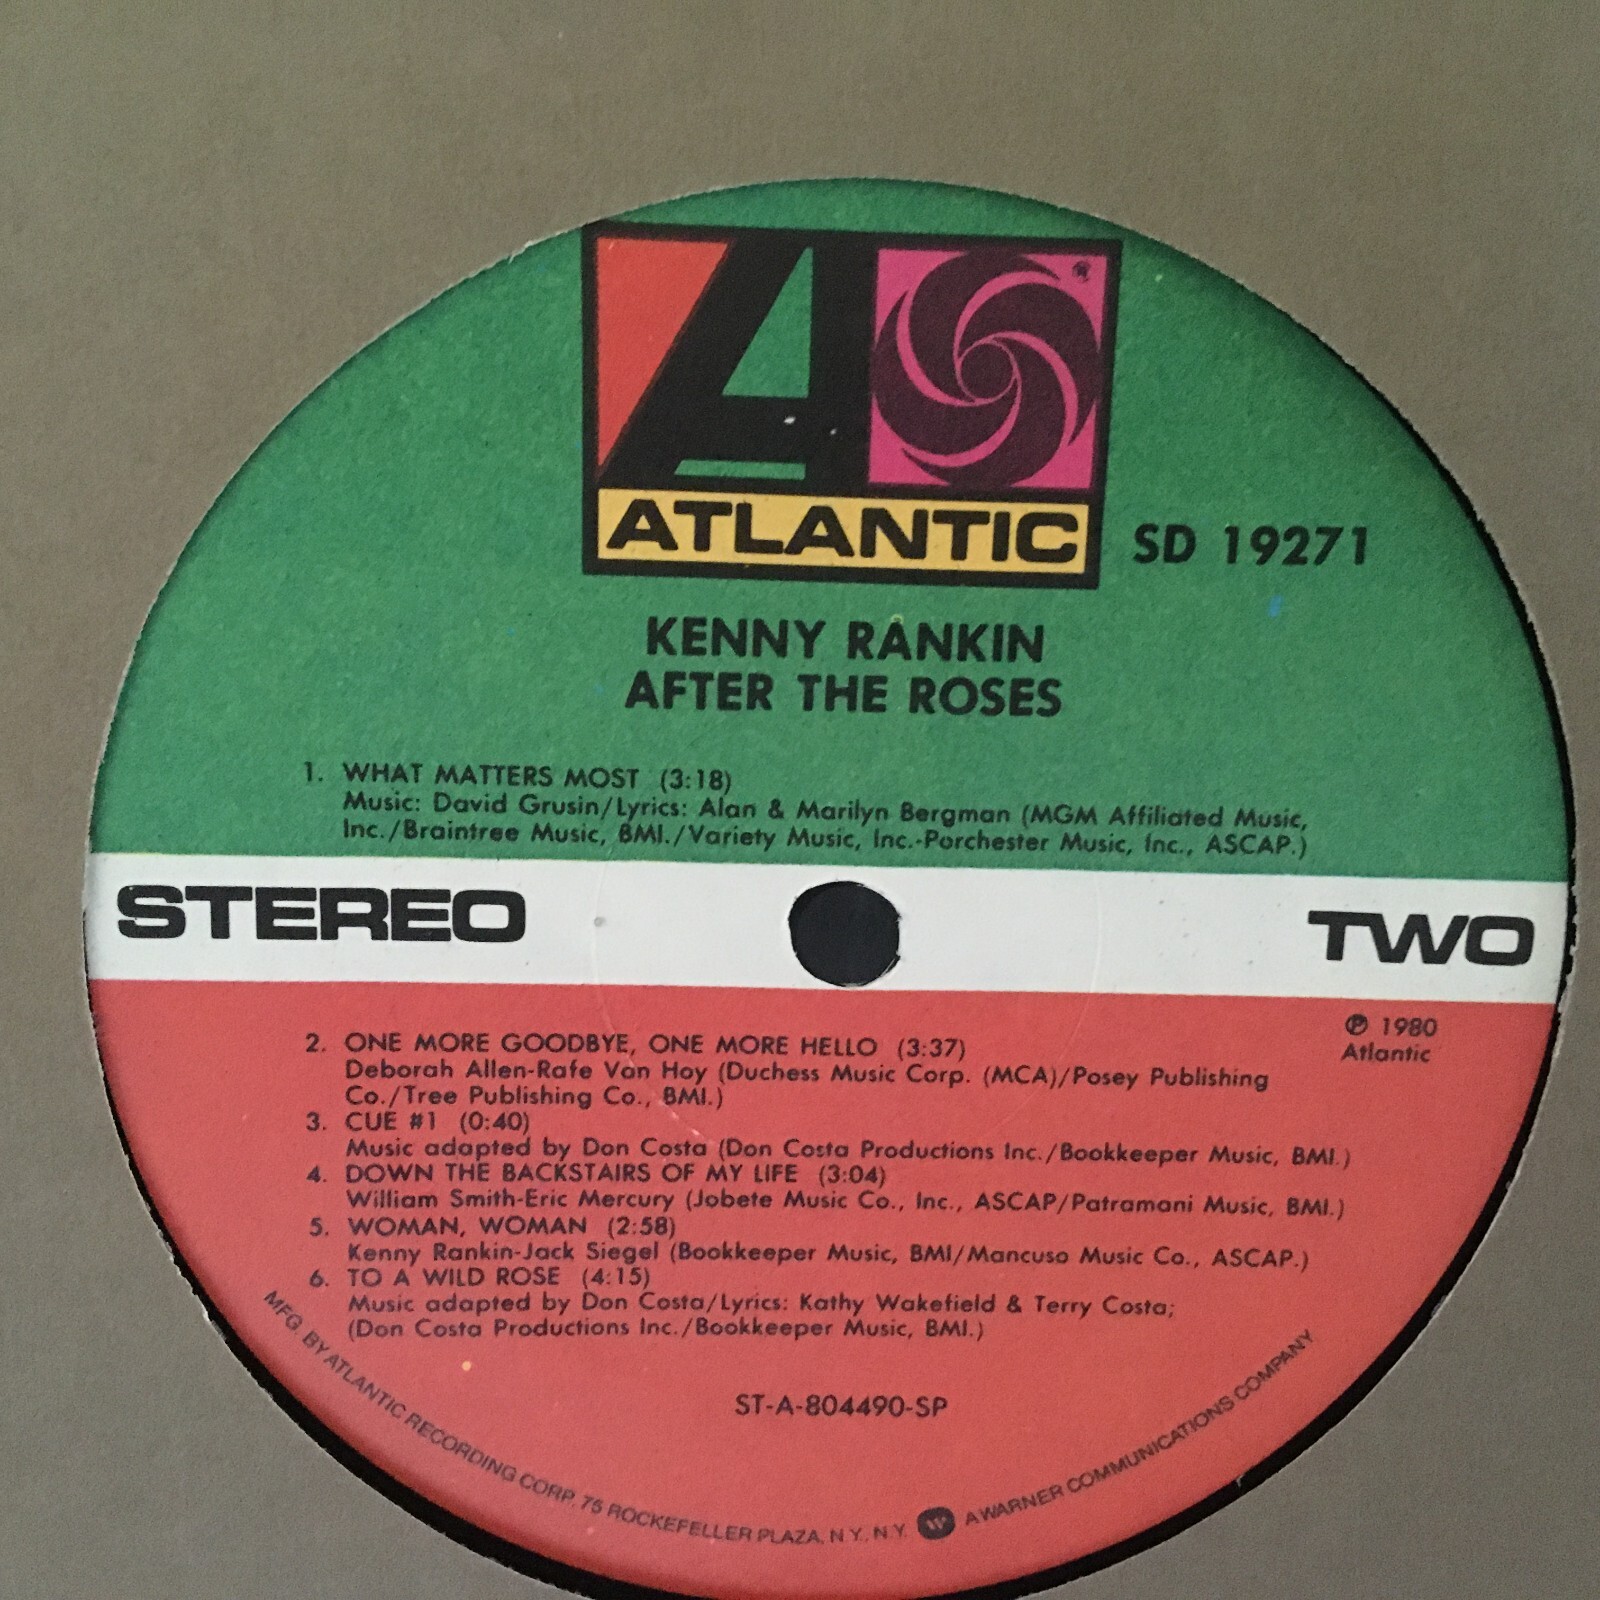 ®
ATLANTIC
SD 19271
KENNY RANKIN
AFTER THE ROSES
1. WHAT MATTERS MOST (3:18)
Music: David Grusin/Lyrics: Alan & Marilyn Bergman (MGM Affiliated Music,
Inc./Braintree Music, BMI./Variety Music, Inc.-Porchester Music, Inc., ASCAP.)
STEREO
TWO
℗ 1980
Atlantic
2. ONE MORE GOODBYE, ONE MORE HELLO (3:37)
Deborah Allen-Rafe Van Hoy (Duchess Music Corp. (MCA)/Posey Publishing
Co./Tree Publishing Co., BMI.)
3. CUE #1 (0:40)
Music adapted by Don Costa (Don Costa Productions Inc./Bookkeeper Music, BMI.)
4. DOWN THE BACKSTAIRS OF MY LIFE (3:04)
William Smith-Eric Mercury (Jobete Music Co., Inc., ASCAP/Patramani Music, BMI.)
5. WOMAN, WOMAN (2:58)
Kenny Rankin-Jack Siegel (Bookkeeper Music, BMI/Mancuso Music Co., ASCAP.)
6. TO A WILD ROSE (4:15)
Music adapted by Don Costa/Lyrics: Kathy Wakefield & Terry Costa;
(Don Costa Productions Inc./Bookkeeper Music, BMI.)
ST-A-804490-SP
MFG. BY ATLANTIC RECORDING CORP. 75 ROCKEFELLER PLAZA, N.Y., N.Y. W A WARNER COMMUNICATIONS COMPANY